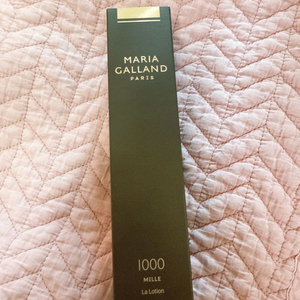 MARIA
GALLAND
PARIS
1000
MILLE
La Lotion